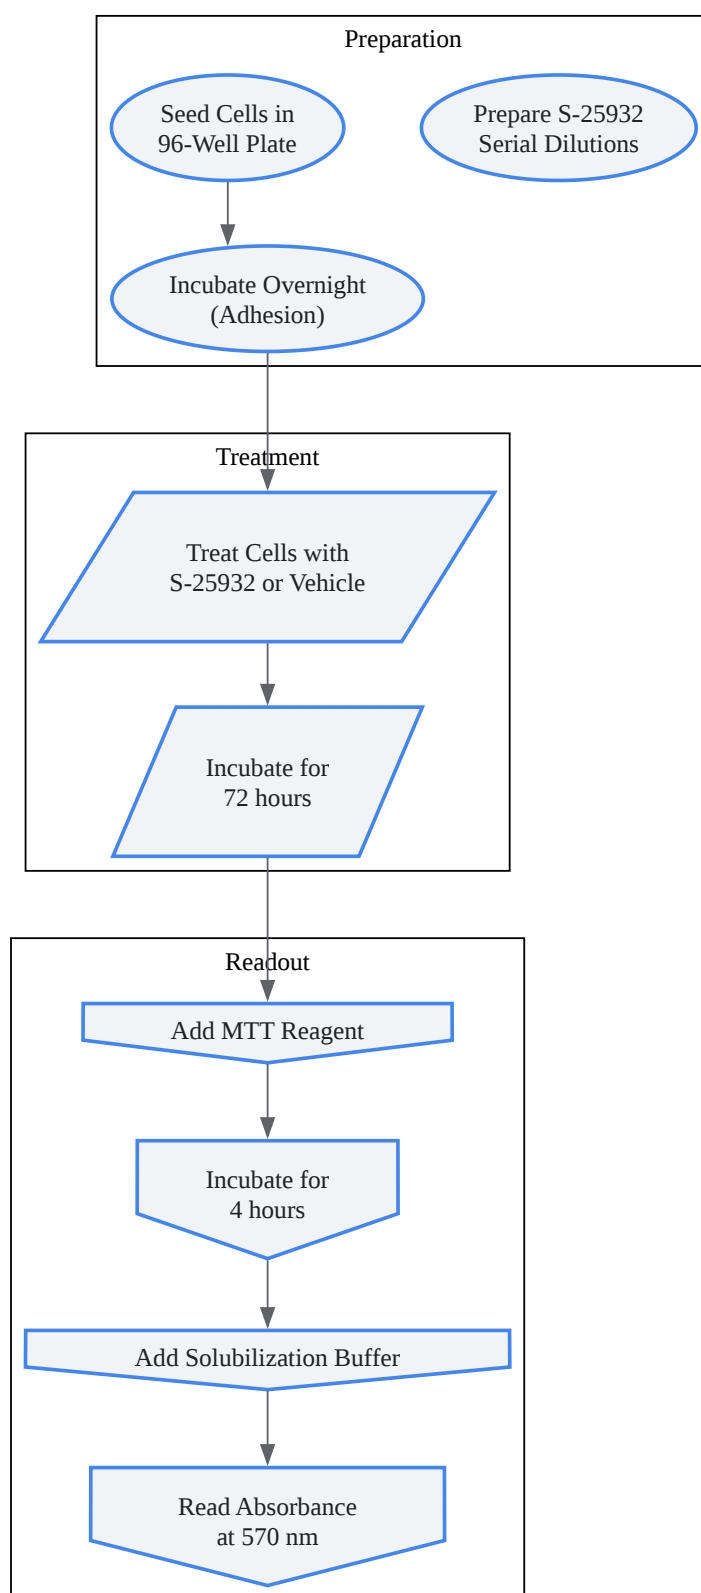 Preparation
Seed Cells in
96-Well Plate
Prepare S-25932
Serial Dilutions
Incubate Overnight
(Adhesion)
Treatment
Treat Cells with
S-25932 or Vehicle
Incubate for
72 hours
Readout
Add MTT Reagent
Incubate for
4 hours
Add Solubilization Buffer
Read Absorbance
at 570 nm